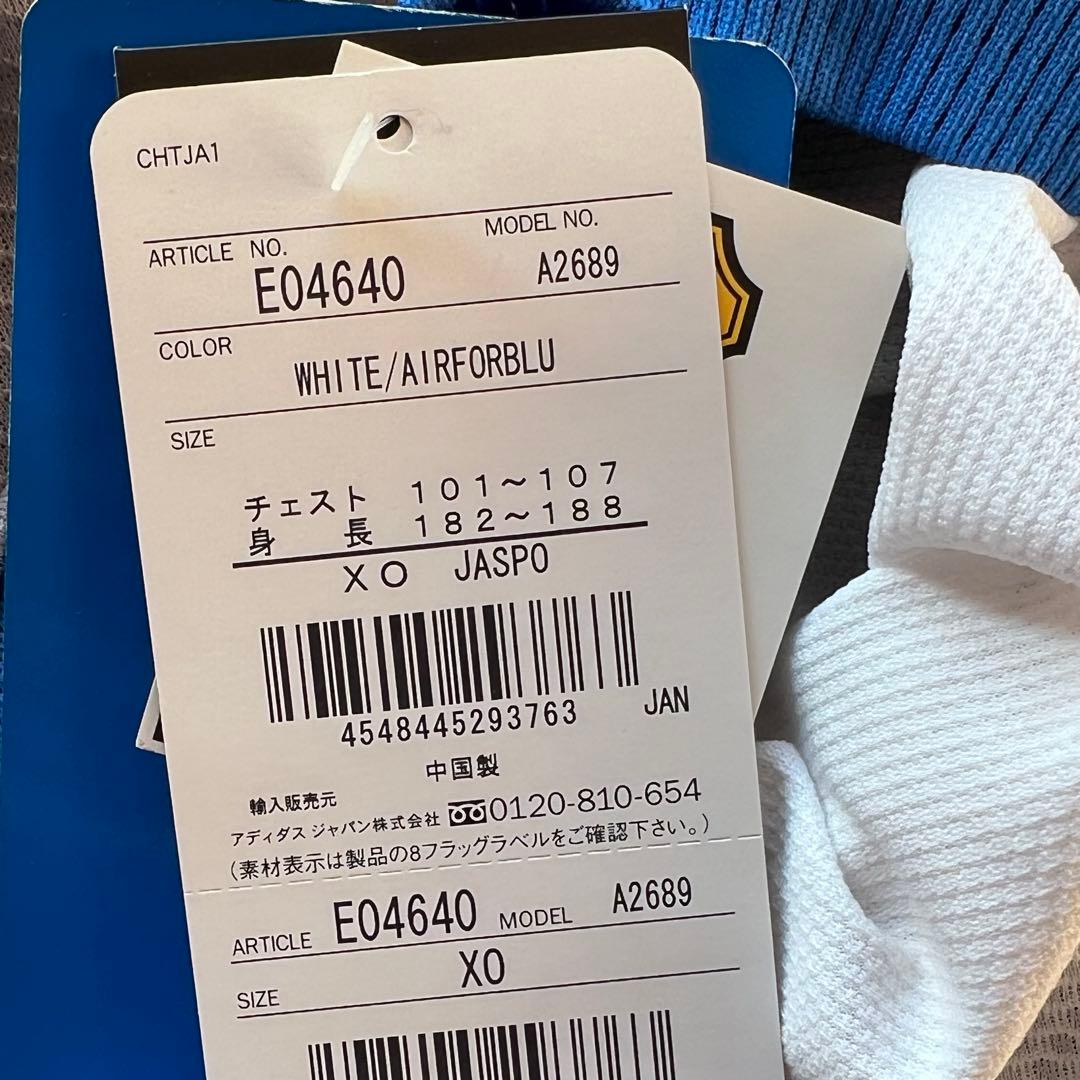 CHTJA1
ARTICLE NO. MODEL NO.
E04640 A2689
COLOR
WHITE/AIRFORBLU
SIZE
チェスト 101～107
身長 182～188
XO JASPO
4548445293763 JAN
中国製
輸入販売元
アディダス ジャパン株式会社 0120-810-654
(素材表示は製品の8フラッグラベルをご確認下さい。)
ARTICLE E04640 MODEL A2689
SIZE XO